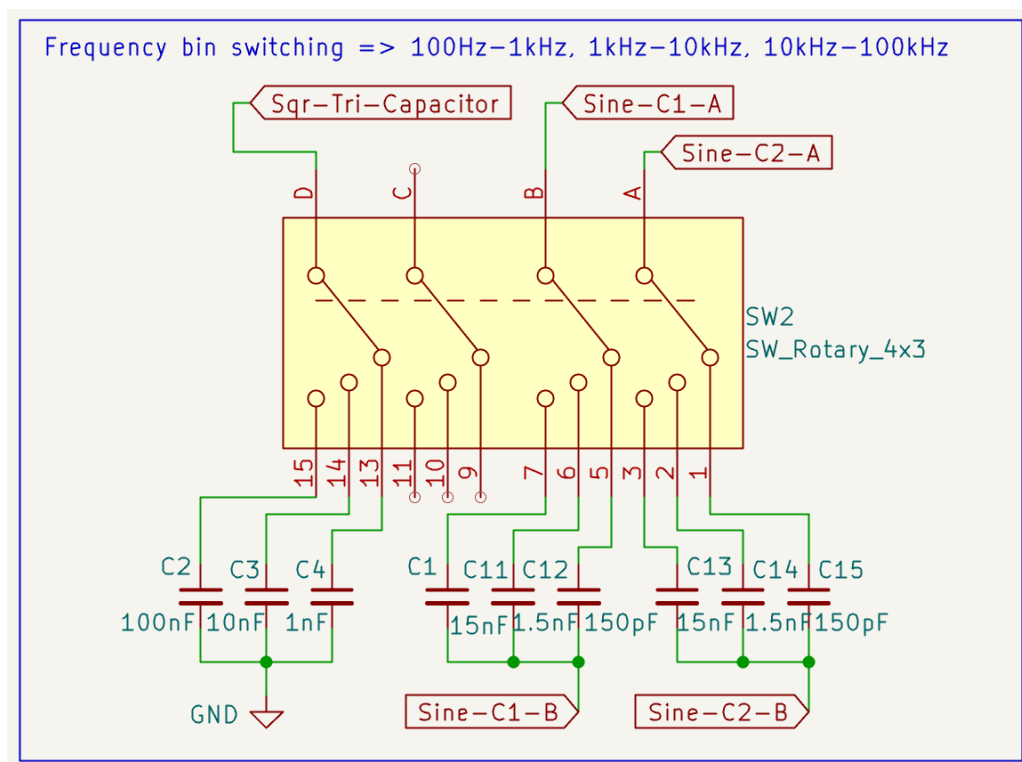 Frequency bin switching => 100Hz-1kHz, 1kHz-10kHz, 10kHz-100kHz
Sqr-Tri-Capacitor
Sine-C1-A
Sine-C2-A
D
C
B
A
SW2
SW_Rotary_4x3
15
14
13
11
10
9
7
6
5
3
2
1
C2
C3
C4
C1
C11
C12
C13
C14
C15
100nF
10nF
1nF
15nF
1.5nF
150pF
15nF
1.5nF
150pF
GND
Sine-C1-B
Sine-C2-B